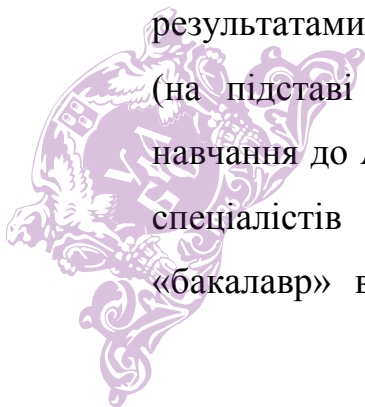 результатами
(на підставі
навчання до
спеціалістів
«бакалавр» в